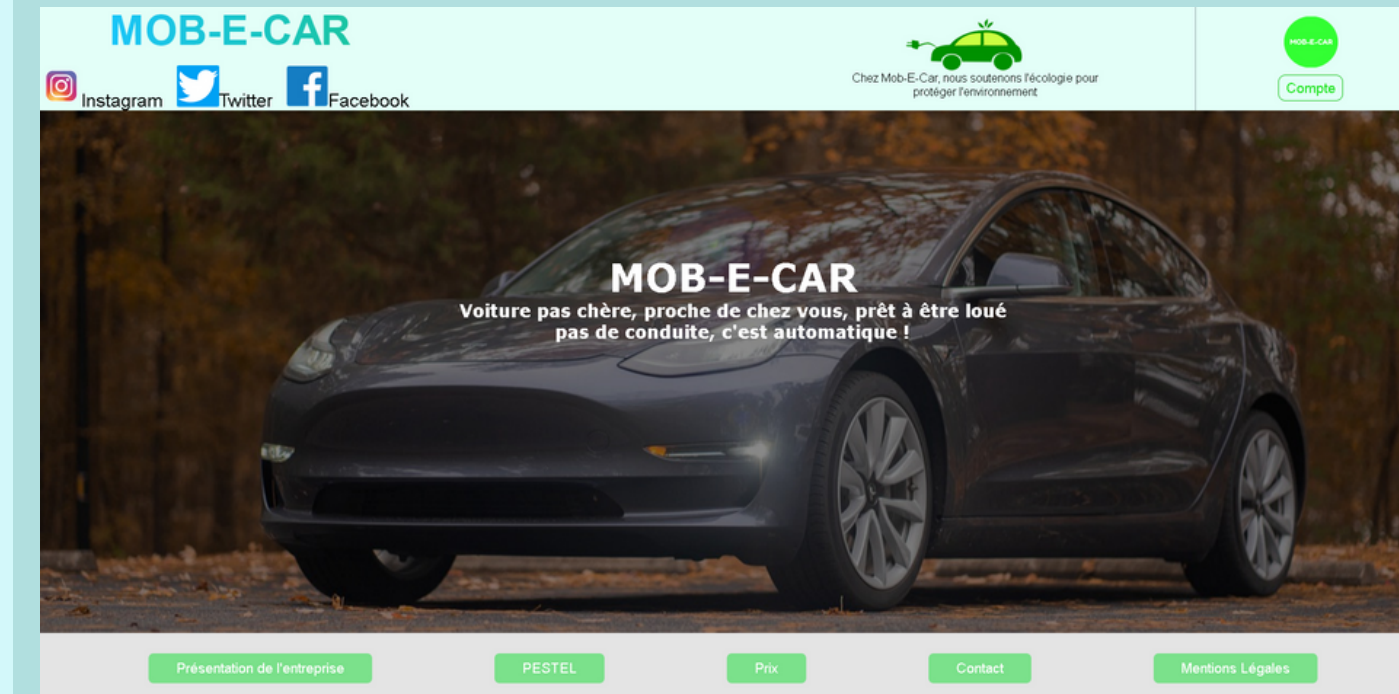 MOB-E-CAR
Instagram Twitter Facebook
Chez Mob-E-Car, nous soutenons l'écologie pour
protéger l'environnement
MOB-E-CAR
Compte
MOB-E-CAR
Voiture pas chère, proche de chez vous, prêt à être loué
pas de conduite, c'est automatique !
Présentation de l'entreprise PESTEL Prix Contact Mentions Légales